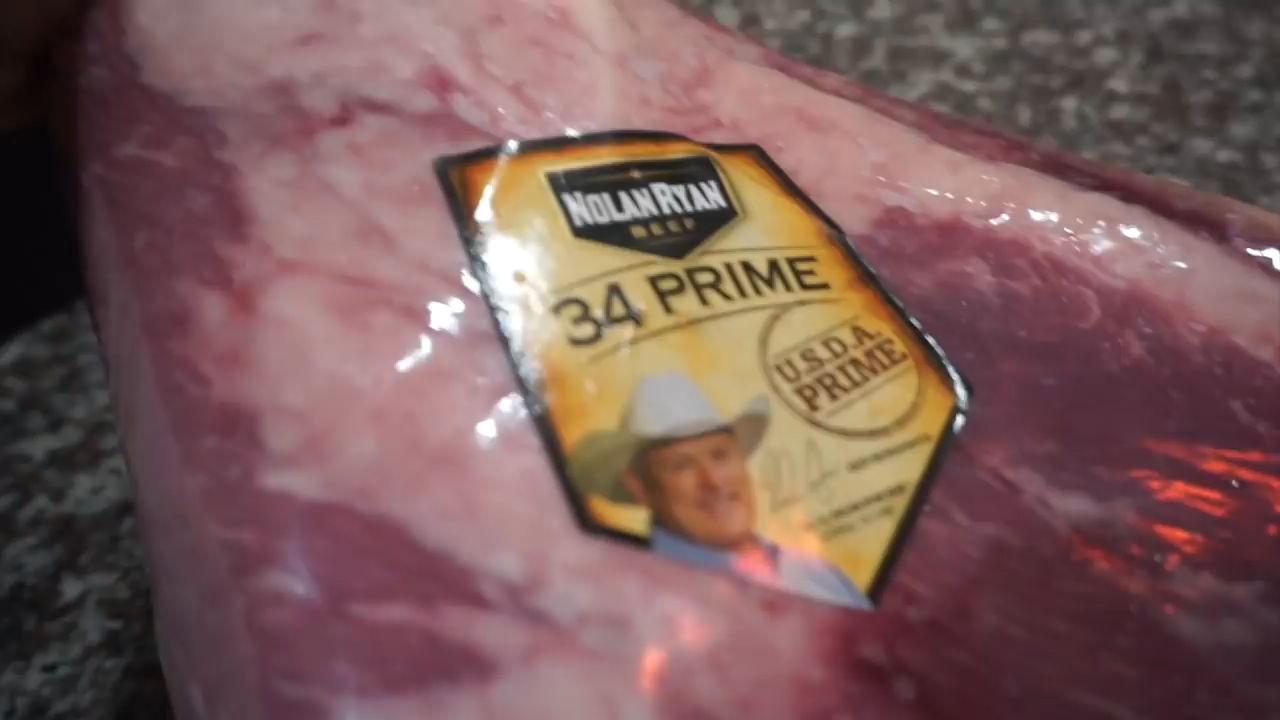 NOLAN RYAN
BEEF
34 PRIME
U.S.D.A.
PRIME